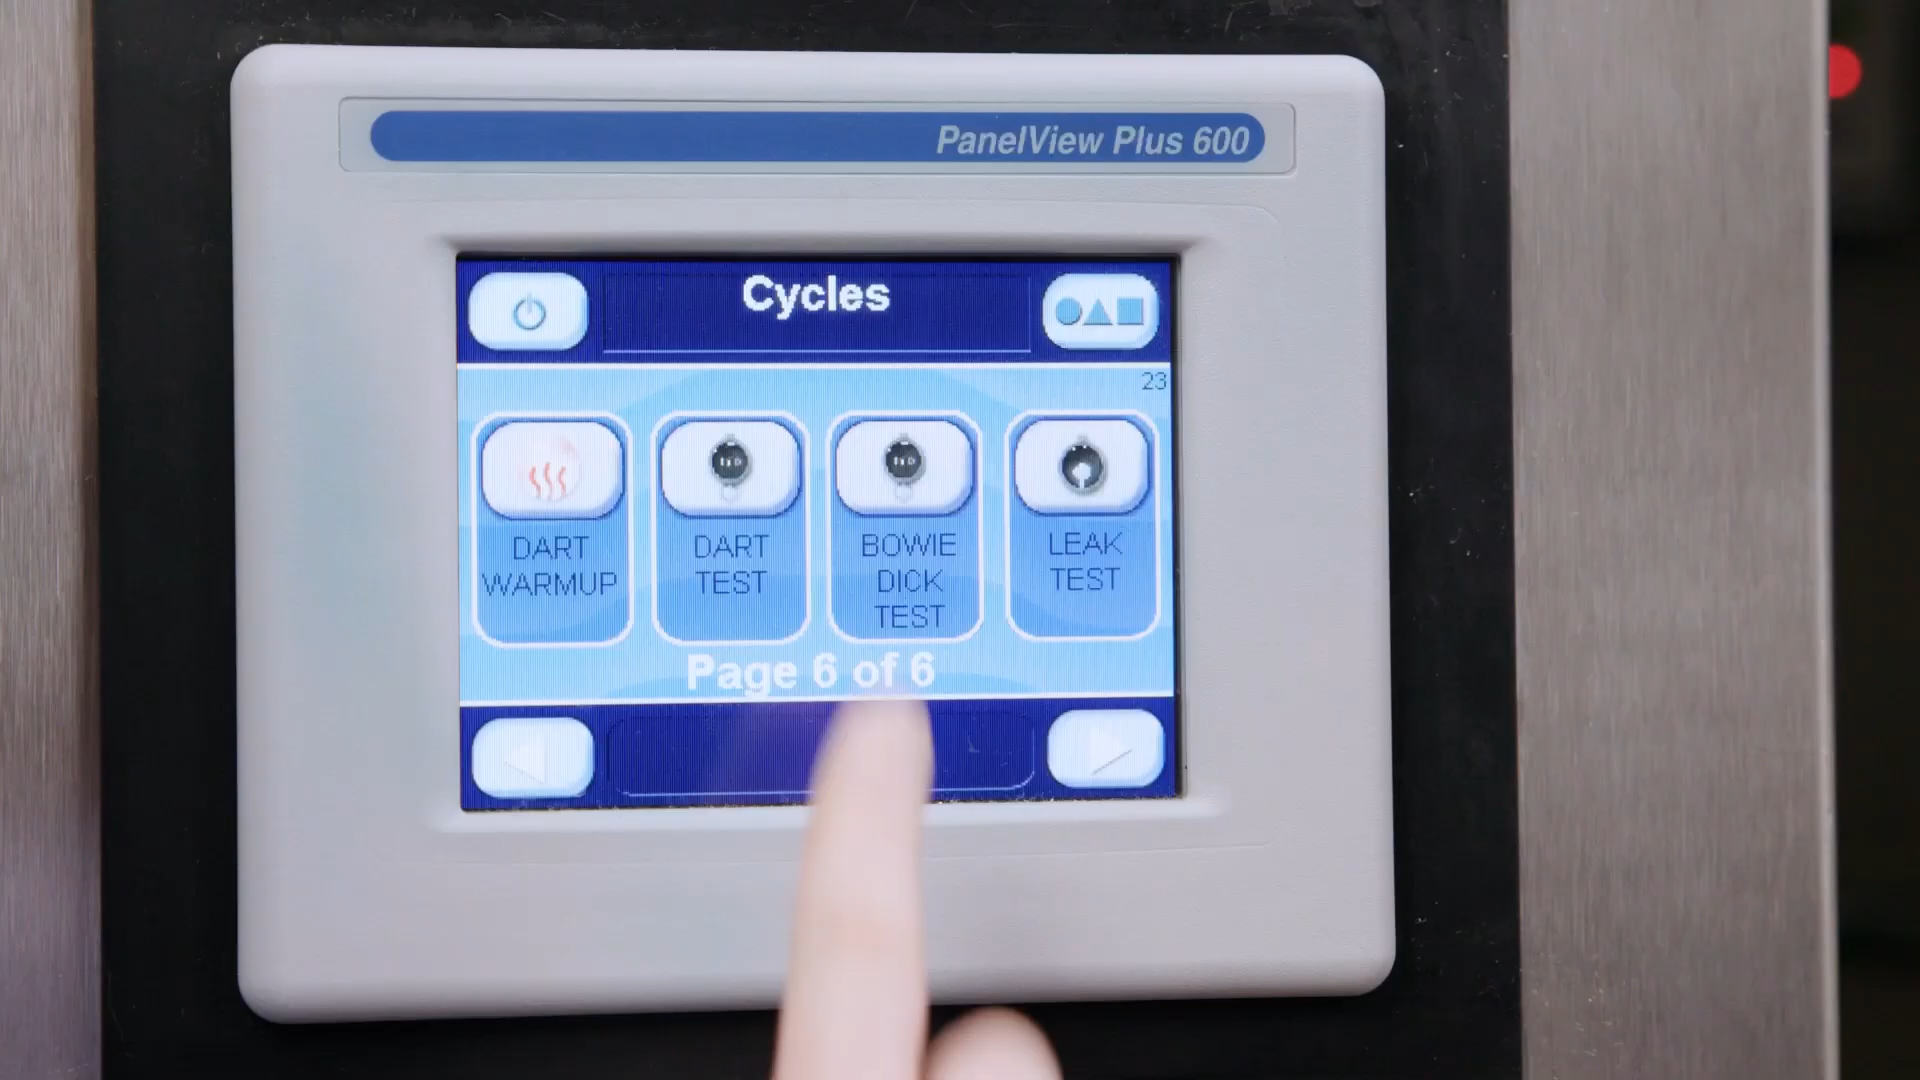 PanelView Plus 600
Cycles
23
DART
WARMUP
DART
TEST
BOWIE
DICK
TEST
LEAK
TEST
Page 6 of 6